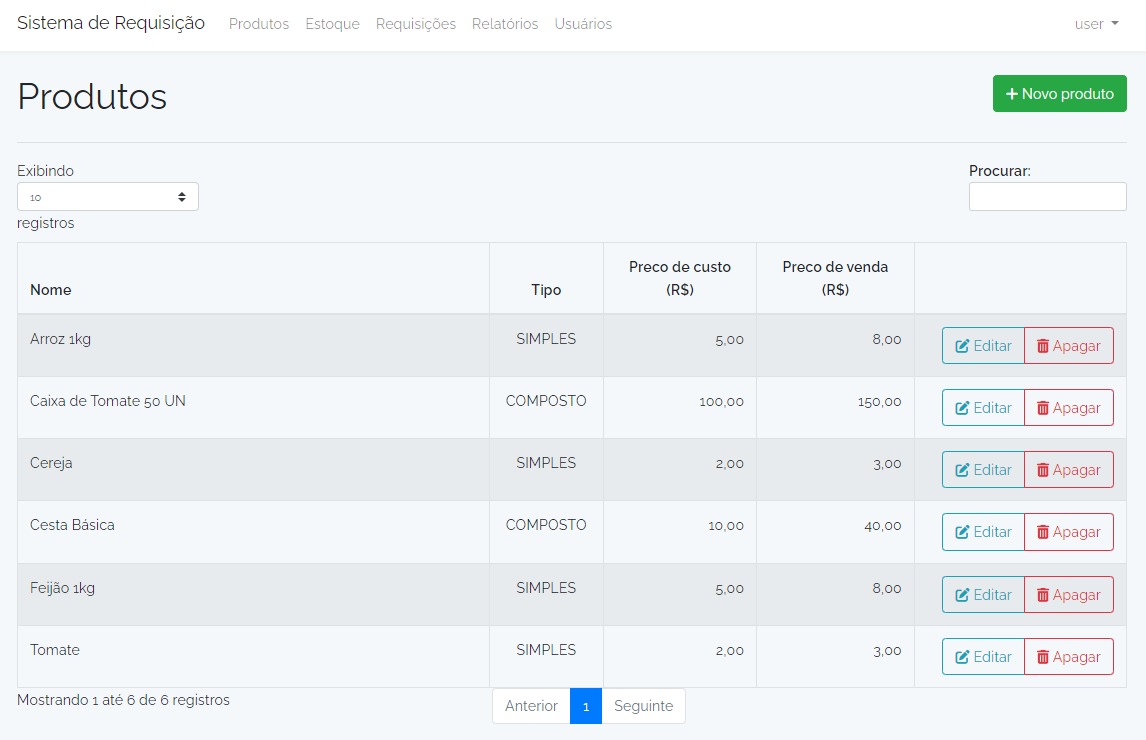 Sistema de Requisição Produtos Estoque Requisições Relatórios Usuários user
Produtos Novo produto
Exibindo Procurar:
10
registros
Preco de custo Preco de venda
Nome Tipo (R$) (R$)
Arroz 1kg SIMPLES 5,00 8,00 Editar Apagar
Caixa de Tomate 50 UN COMPOSTO 100,00 150,00 Editar Apagar
Cereja SIMPLES 2,00 3,00 Editar Apagar
Cesta Básica COMPOSTO 10,00 40,00 Editar Apagar
Feijão 1kg SIMPLES 5,00 8,00 Editar Apagar
Tomate SIMPLES 2,00 3,00 Editar Apagar
Mostrando 1 até 6 de 6 registros Anterior 1 Seguinte